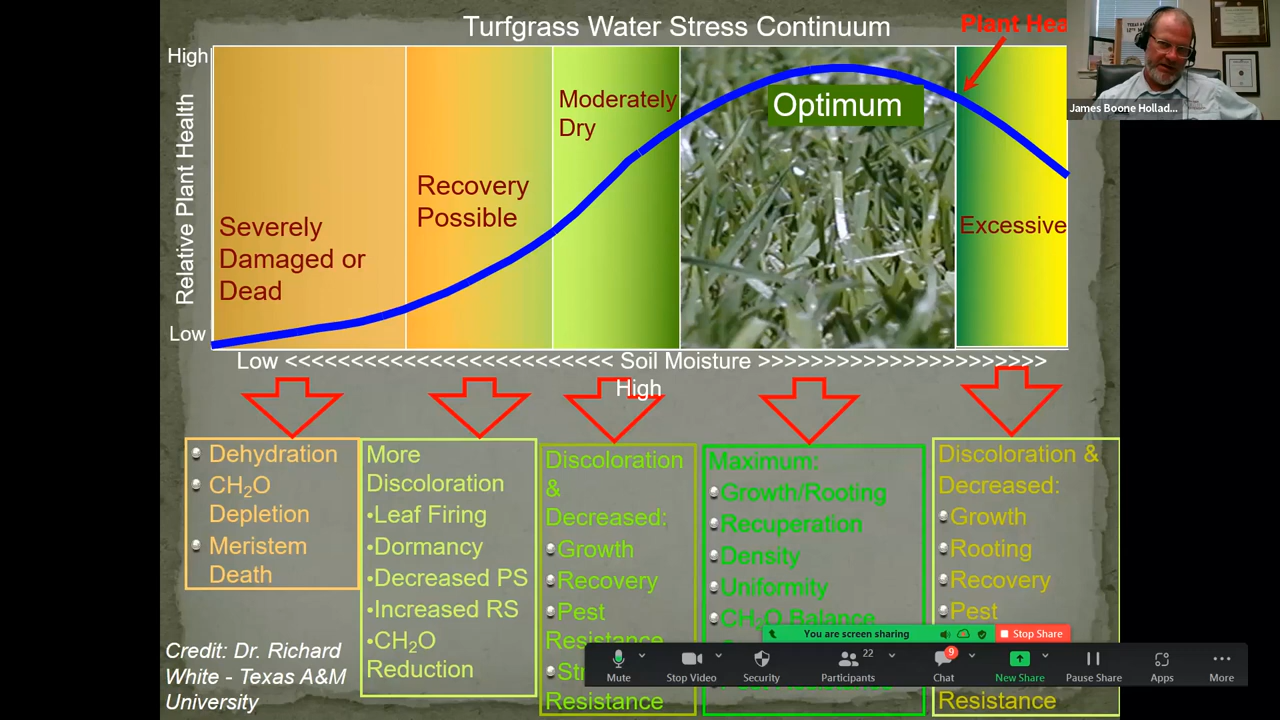 Turfgrass Water Stress Continuum
Plant Hea
High
Relative Plant Health
Low
Severely
Damaged or
Dead
Recovery
Possible
Moderately
Dry
Optimum
Excessive
James Boone Hollad...
Low <<<<<<<<<<<<<<<<<<<<<<<<< Soil Moisture >>>>>>>>>>>>>>>>>>>>>>
High
Dehydration
CH₂O
Depletion
Meristem
Death
More
Discoloration
•Leaf Firing
•Dormancy
•Decreased PS
•Increased RS
•CH₂O
Reduction
Discoloration
&
Decreased:
Growth
Recovery
Pest
Resistance
Resistance
Maximum:
Growth/Rooting
Recuperation
Density
Uniformity
CH₂O Balance
Discoloration &
Decreased:
Growth
Rooting
Recovery
Pest
Resistance
Credit: Dr. Richard
White - Texas A&M
University
You are screen sharing
Stop Share
Mute
Stop Video
Security
22
Participants
9
Chat
New Share
Pause Share
Apps
More